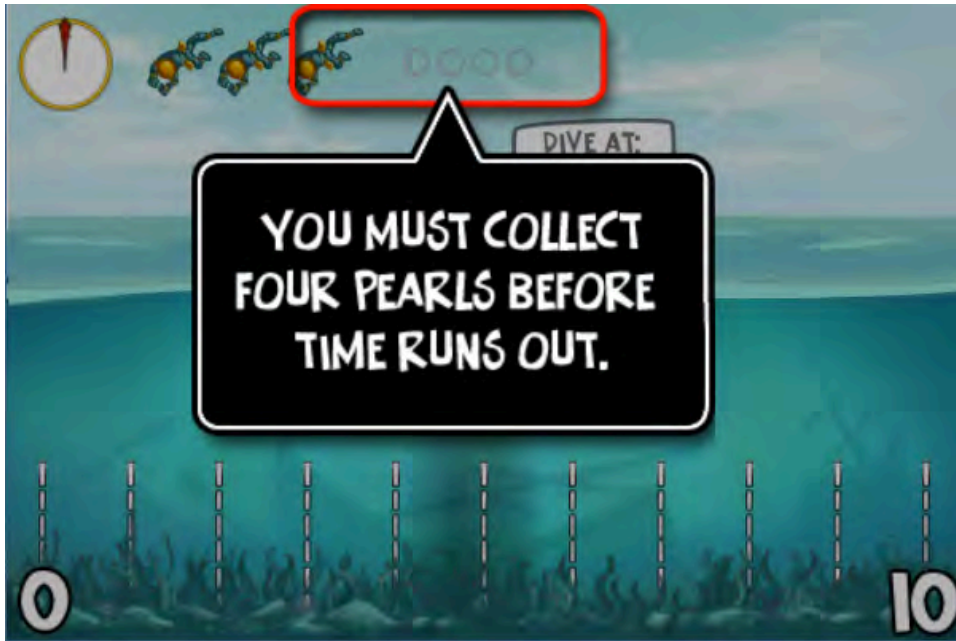 DIVE AT:
YOU MUST COLLECT
FOUR PEARLS BEFORE
TIME RUNS OUT.
0 10